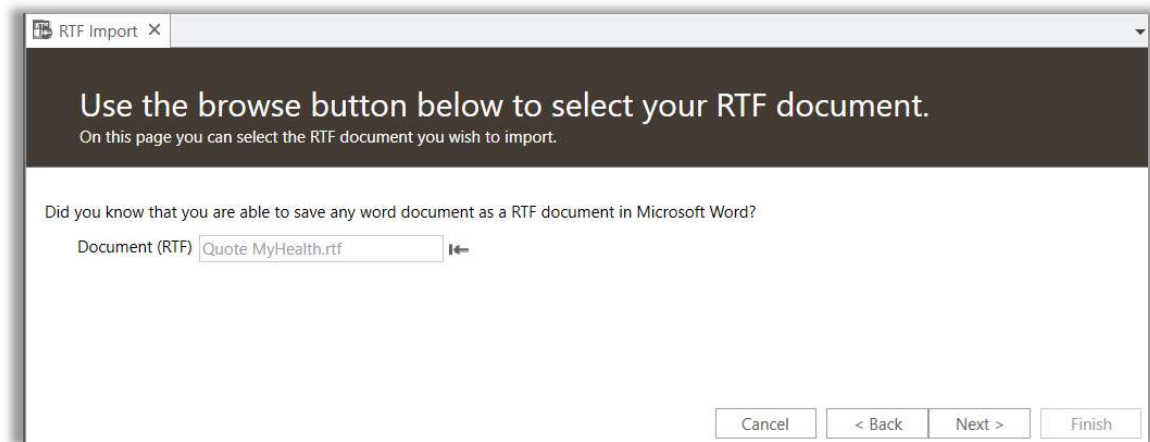 RTF Import
Use the browse button below to select your RTF document.
On this page you can select the RTF document you wish to import.
Did you know that you are able to save any word document as a RTF document in Microsoft Word?
Document (RTF) Quote MyHealth.rtf
Cancel < Back Next > Finish